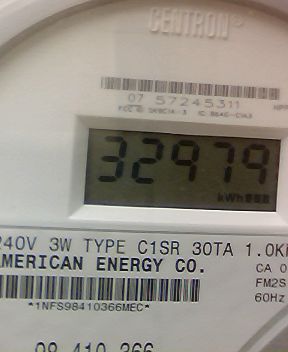 CENTRON®
07 57245311
32979
kWh
240V 3W TYPE C1SR 30TA 1.0K
AMERICAN ENERGY CO.
CA 0
FM2S
*1NFS98410366MEC*
60Hz
98 410 366